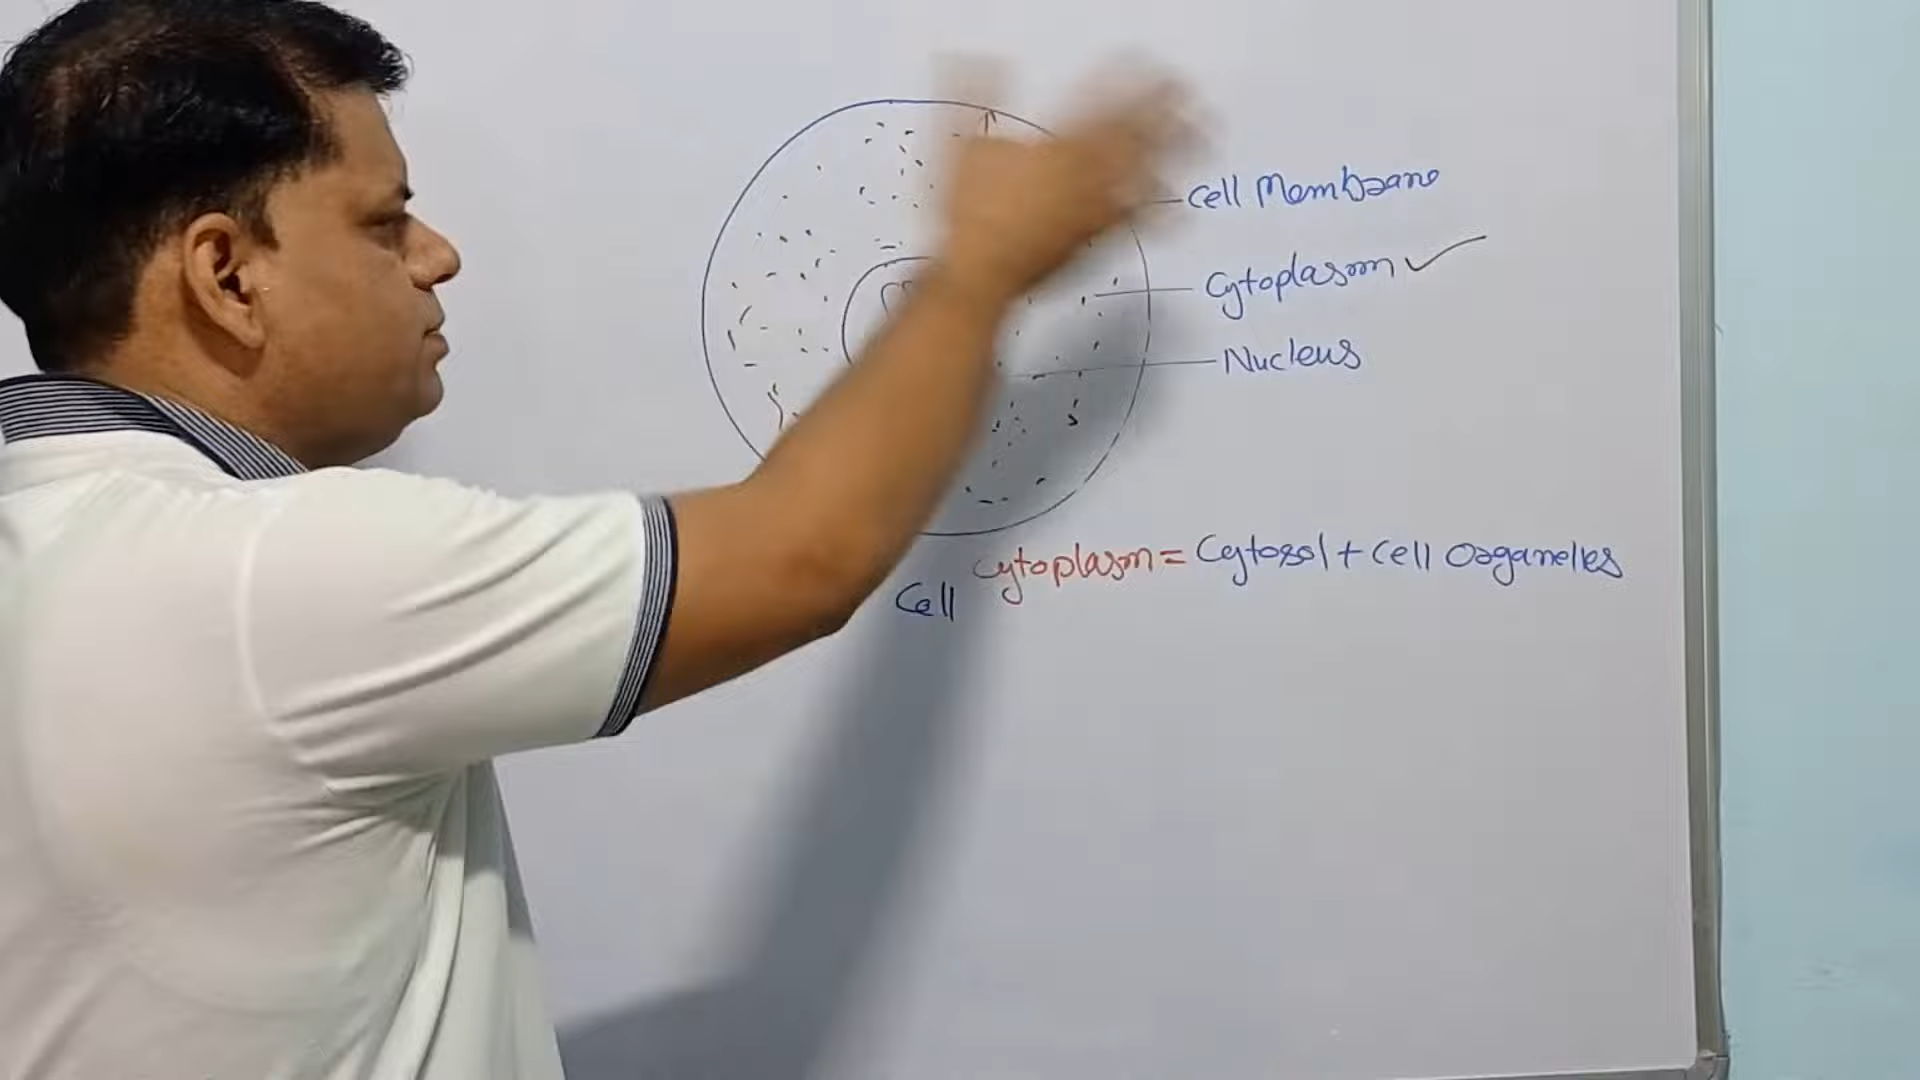 Cell Membrane
Cytoplasm ✓
Nucleus
Cytoplasm = Cytosol + Cell Organelles
Cell